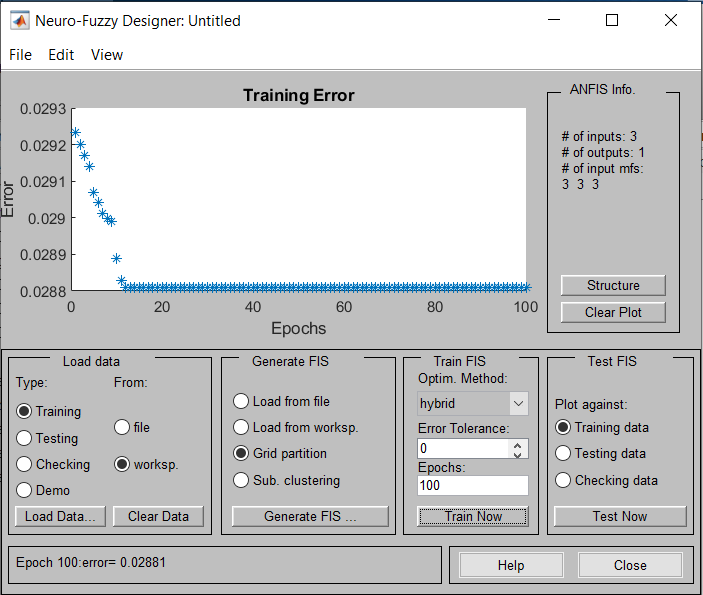 Neuro-Fuzzy Designer: Untitled
File Edit View
Training Error
0.0293
0.0292
0.0291
0.029
0.0289
0.0288
Error
0 20 40 60 80 100
Epochs
ANFIS Info.
# of inputs: 3
# of outputs: 1
# of input mfs:
3 3 3
Structure
Clear Plot
Load data
Type: From:
Training
Testing
Checking
Demo
file
worksp.
Load Data... Clear Data
Generate FIS
Load from file
Load from worksp.
Grid partition
Sub. clustering
Generate FIS ...
Train FIS
Optim. Method:
hybrid
Error Tolerance:
0
Epochs:
100
Train Now
Test FIS
Plot against:
Training data
Testing data
Checking data
Test Now
Epoch 100:error= 0.02881
Help Close